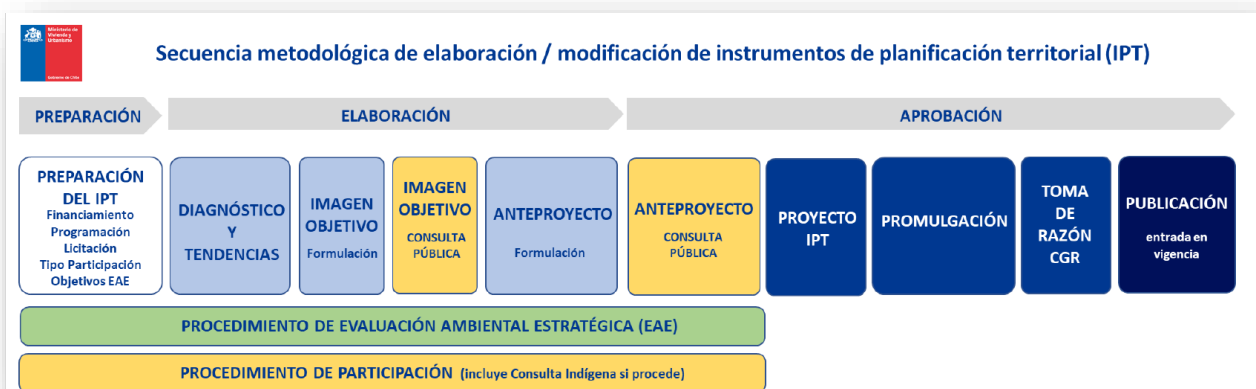 Ministerio de
Vivienda y
Urbanismo
Gobierno de Chile
Secuencia metodológica de elaboración / modificación de instrumentos de planificación territorial (IPT)
PREPARACIÓN
ELABORACIÓN
APROBACIÓN
PREPARACIÓN
DEL IPT
Financiamiento
Programación
Licitación
Tipo Participación
Objetivos EAE
DIAGNÓSTICO
Y
TENDENCIAS
IMAGEN
OBJETIVO
Formulación
IMAGEN
OBJETIVO
CONSULTA
PÚBLICA
ANTEPROYECTO
Formulación
ANTEPROYECTO
CONSULTA
PÚBLICA
PROYECTO
IPT
PROMULGACIÓN
TOMA
DE
RAZÓN
CGR
PUBLICACIÓN
entrada en
vigencia
PROCEDIMIENTO DE EVALUACIÓN AMBIENTAL ESTRATÉGICA (EAE)
PROCEDIMIENTO DE PARTICIPACIÓN (incluye Consulta Indígena si procede)